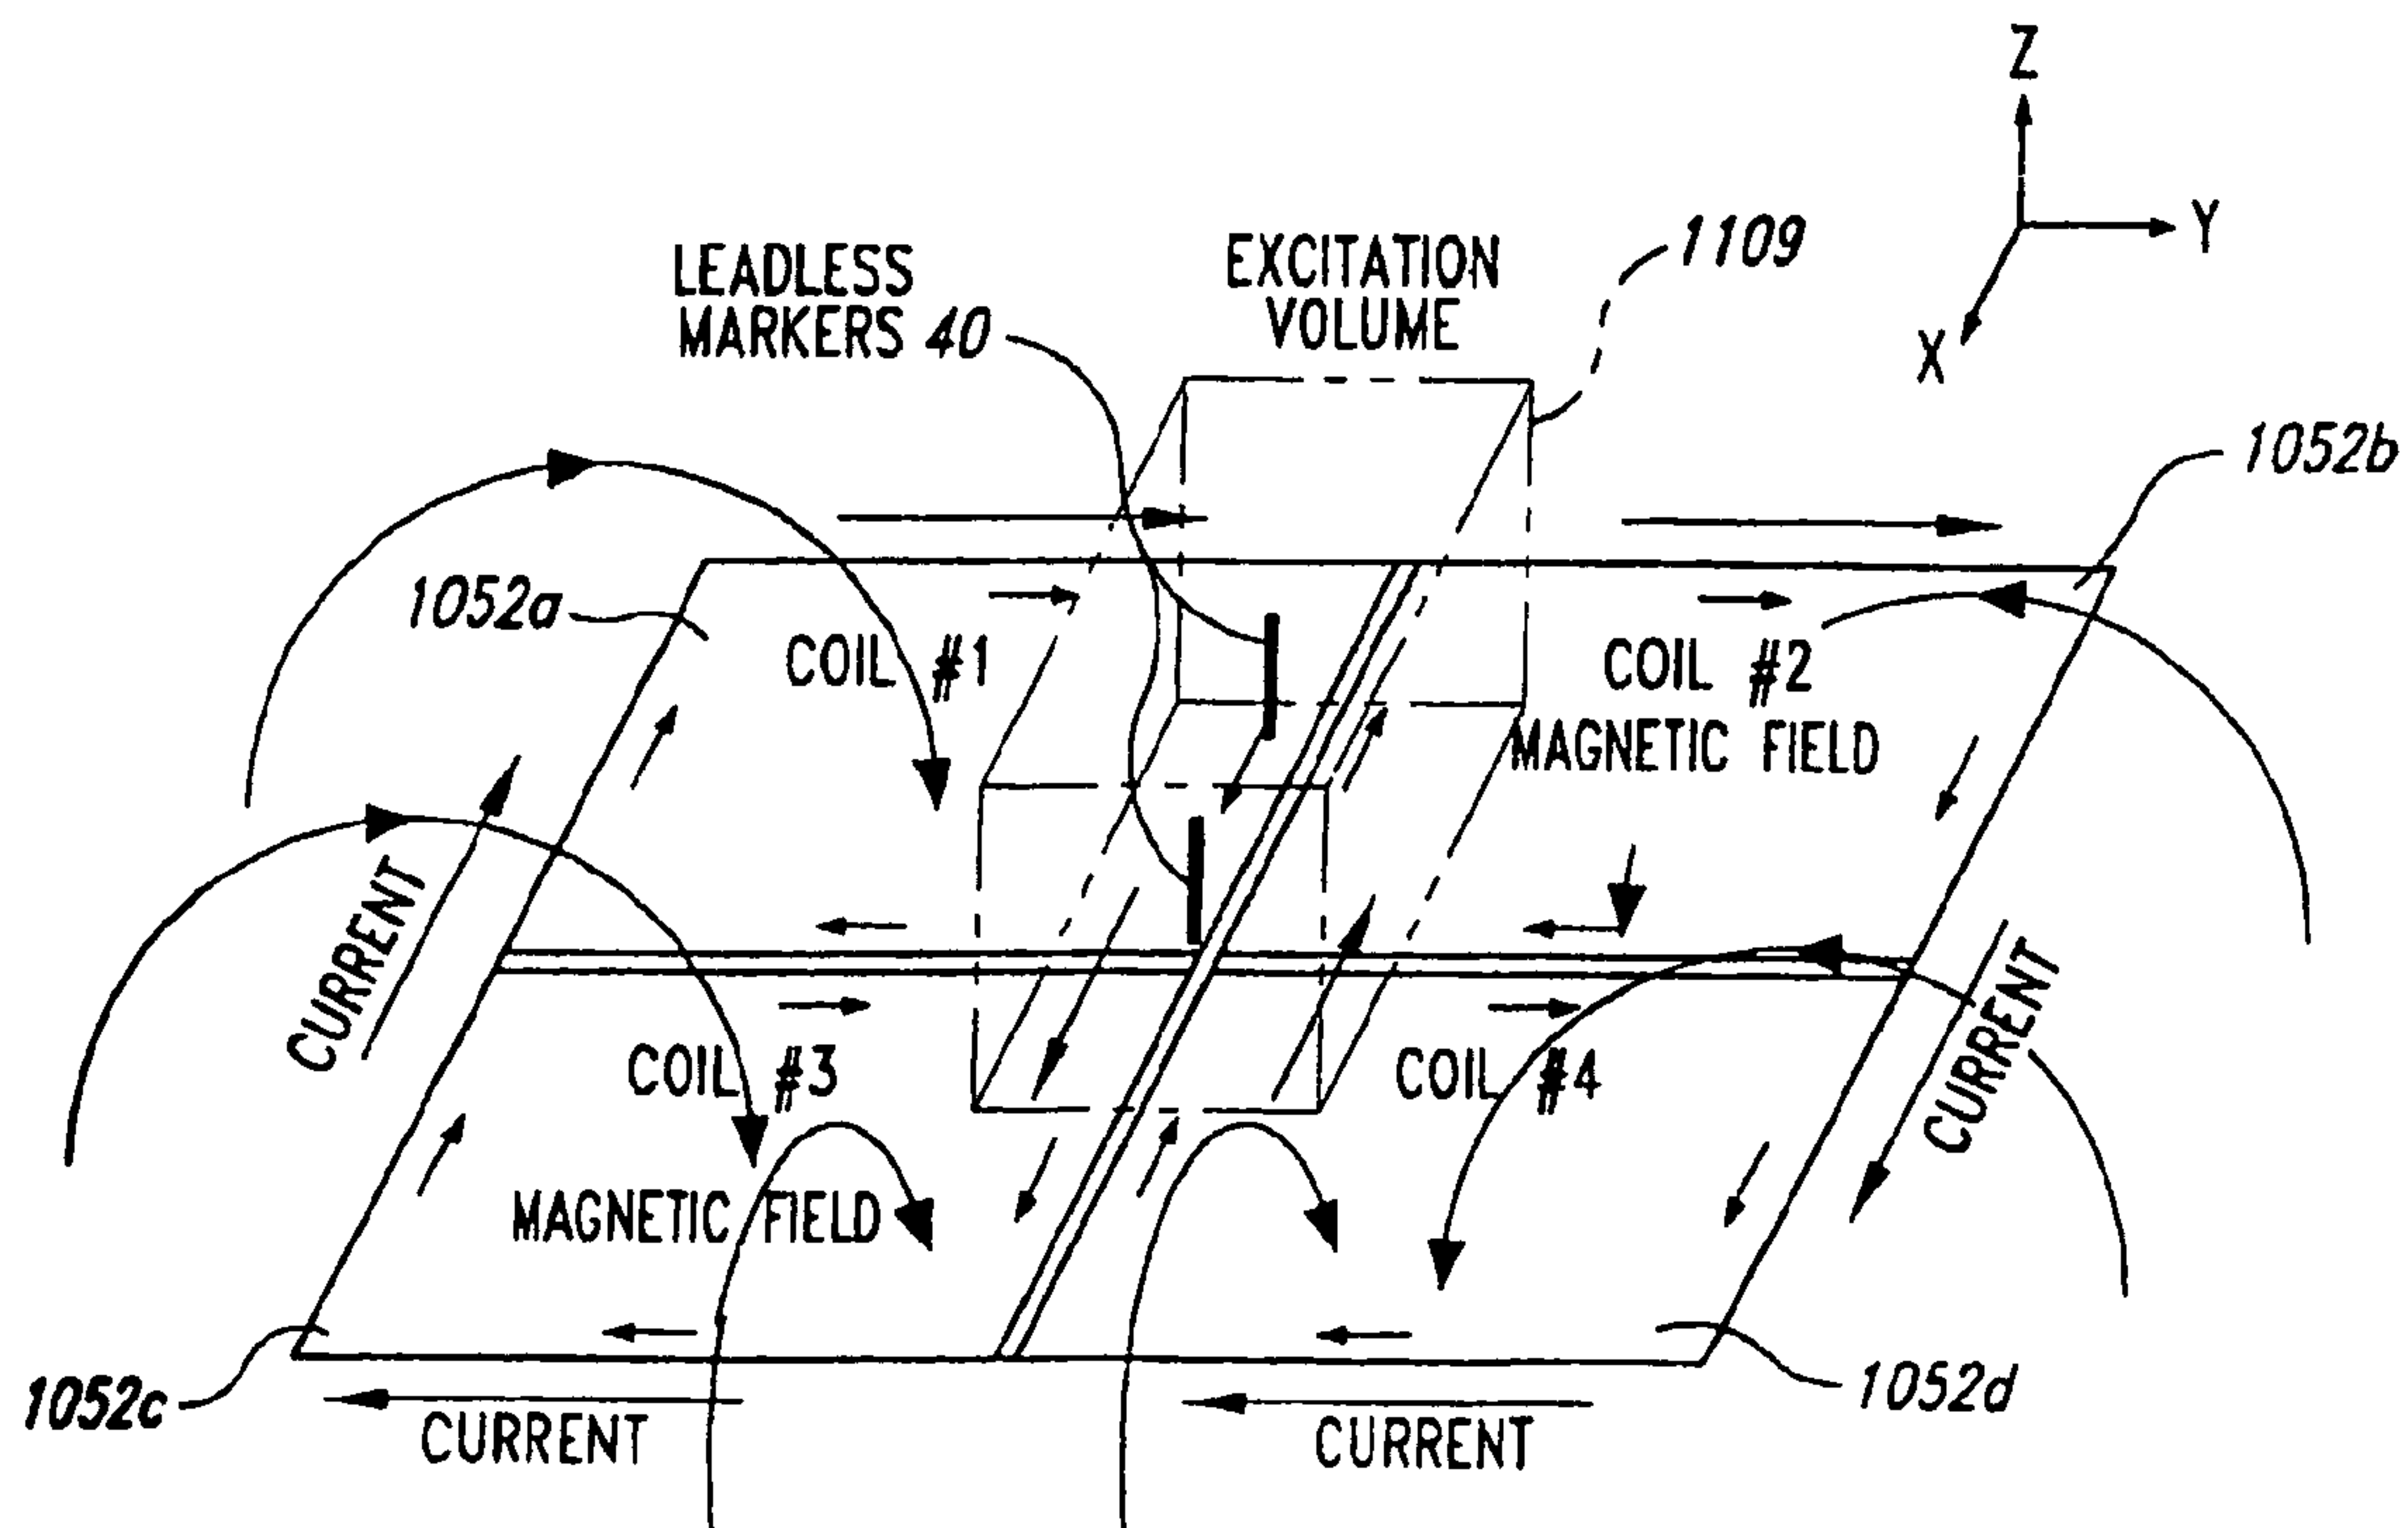 Z
Y
X
LEADLESS
MARKERS 40
EXCITATION
VOLUME
1109
1052b
1052a
COIL #1
COIL #2
MAGNETIC FIELD
CURRENT
CURRENT
COIL #3
COIL #4
MAGNETIC FIELD
1052c
CURRENT
CURRENT
1052d